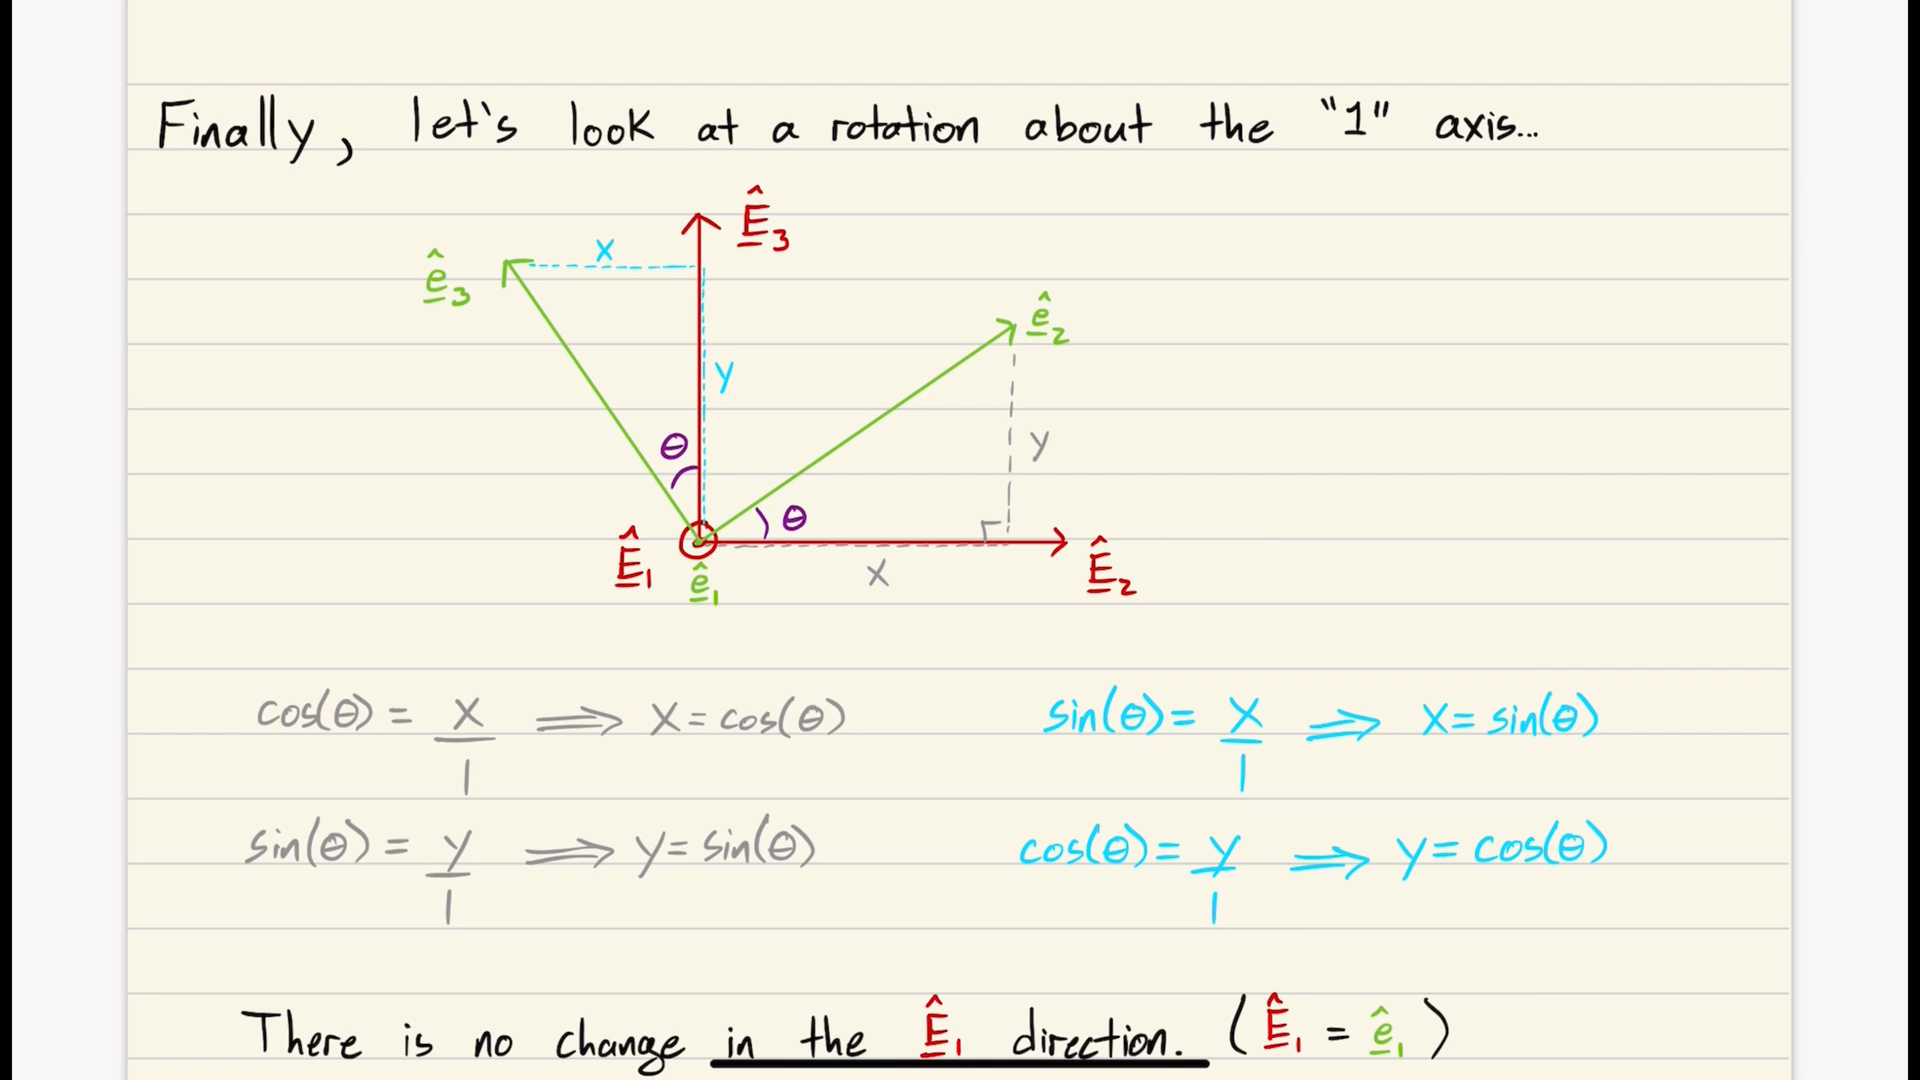 Finally, let's look at a rotation about the "1" axis...
Ê₃
x
ê₃
ê₂
y
θ
y
θ
Ê₁
ê₁
x
Ê₂
cos(θ) = x/1 ⟹ x = cos(θ)
sin(θ) = x/1 ⟹ x = sin(θ)
sin(θ) = y/1 ⟹ y = sin(θ)
cos(θ) = y/1 ⟹ y = cos(θ)
There is no change in the Ê₁ direction. (Ê₁ = ê₁)